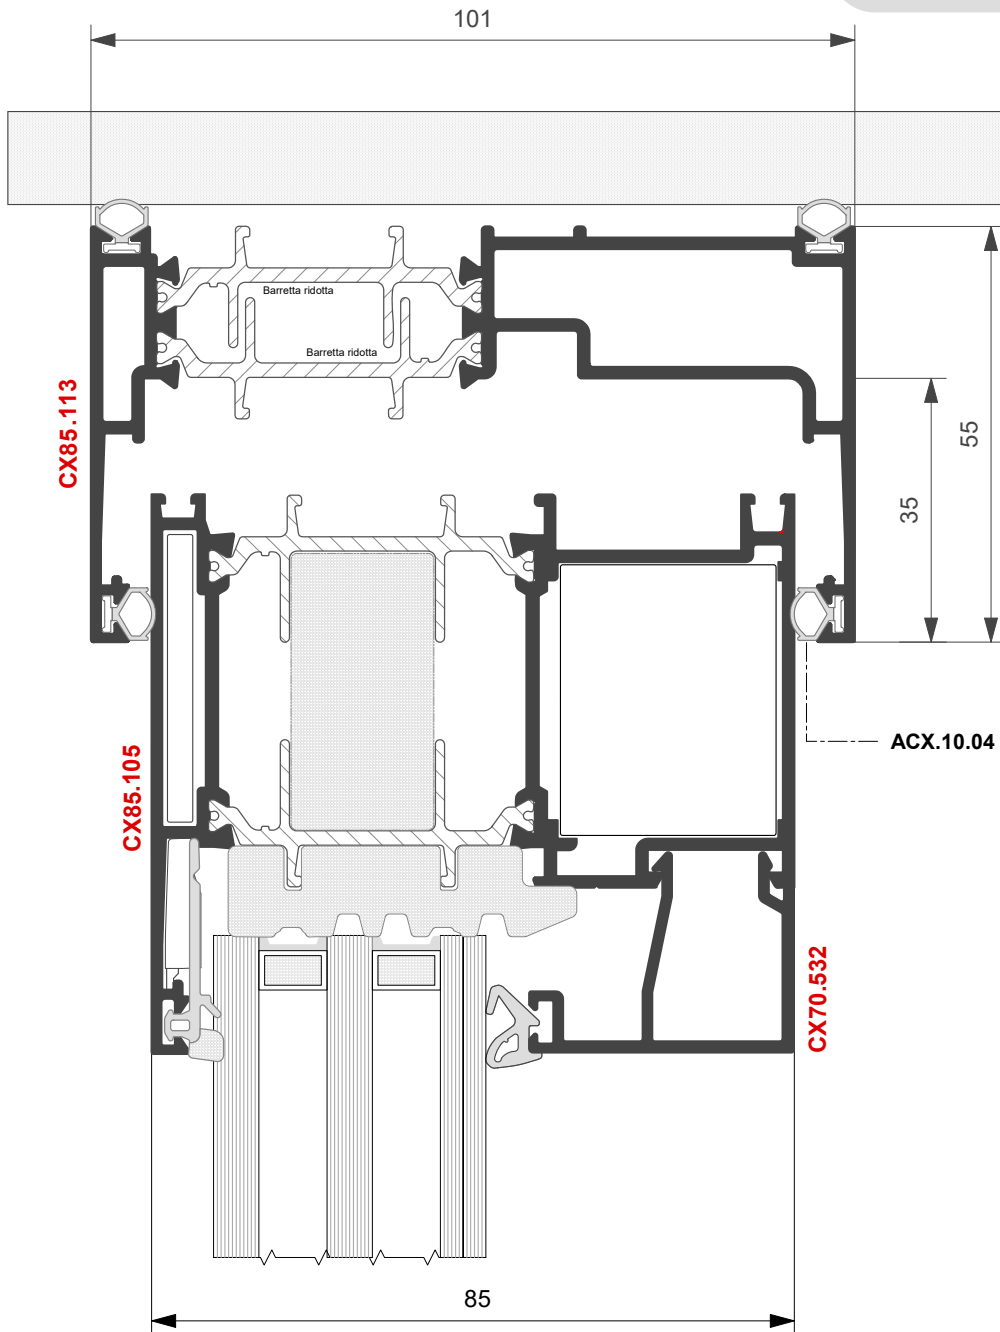 101
Barretta ridotta
Barretta ridotta
CX85.113
55
35
ACX.10.04
CX85.105
CX70.532
85